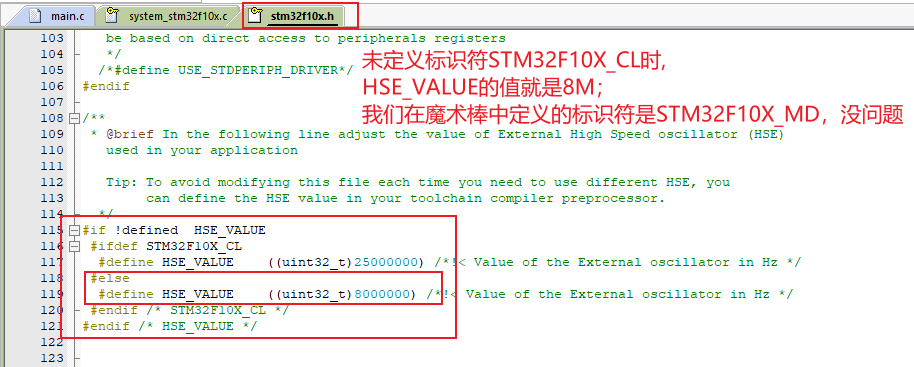 main.c system_stm32f10x.c stm32f10x.h
103 be based on direct access to peripherals registers
104 */
105 /*#define USE_STDPERIPH_DRIVER*/
106 #endif
107
108 /**
109 * @brief In the following line adjust the value of External High Speed oscillator (HSE)
110 used in your application
111
112 Tip: To avoid modifying this file each time you need to use different HSE, you
113 can define the HSE value in your toolchain compiler preprocessor.
114 */
115 #if !defined HSE_VALUE
116 #ifdef STM32F10X_CL
117 #define HSE_VALUE ((uint32_t)25000000) /*!< Value of the External oscillator in Hz */
118 #else
119 #define HSE_VALUE ((uint32_t)8000000) /*!< Value of the External oscillator in Hz */
120 #endif /* STM32F10X_CL */
121 #endif /* HSE_VALUE */
122
123
未定义标识符STM32F10X_CL时，
HSE_VALUE的值就是8M；
我们在魔术棒中定义的标识符是STM32F10X_MD，没问题